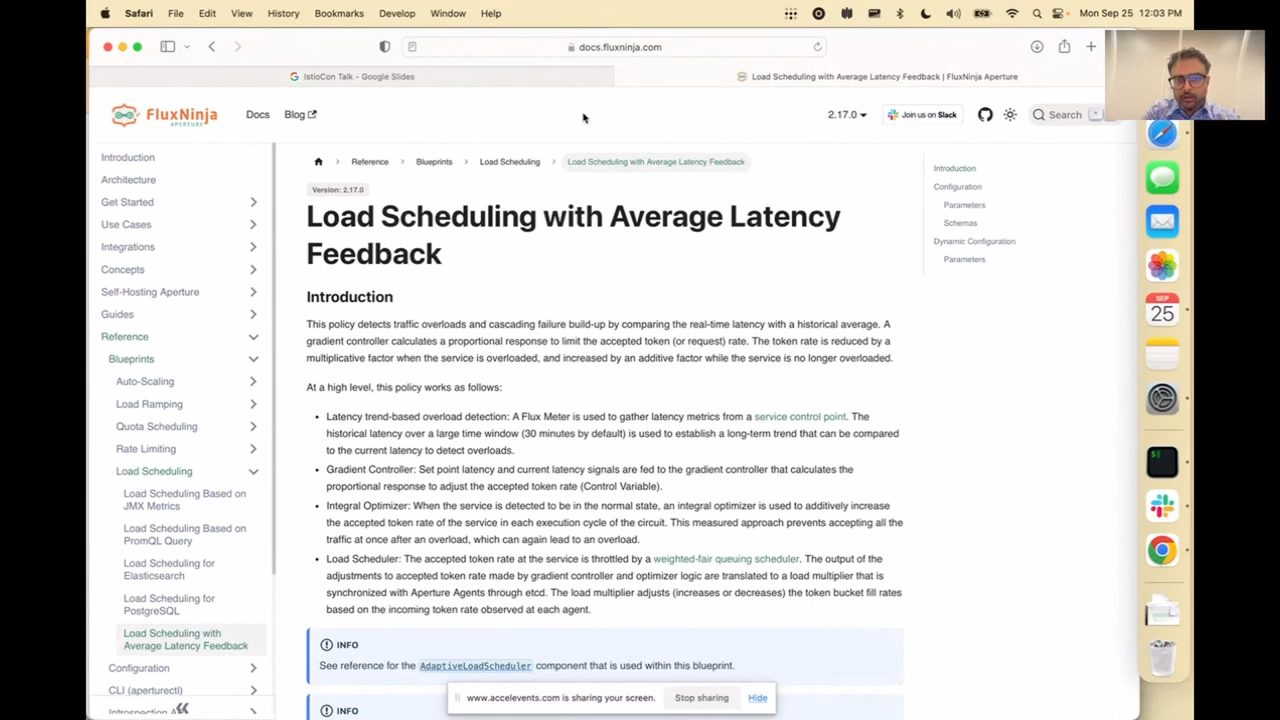 Safari File Edit View History Bookmarks Develop Window Help
Mon Sep 25 12:03 PM
docs.fluxninja.com
IstioCon Talk - Google Slides
Load Scheduling with Average Latency Feedback | FluxNinja Aperture
FluxNinja
APERTURE
Docs
Blog
2.17.0
Join us on Slack
Search
Introduction
Architecture
Get Started
Use Cases
Integrations
Concepts
Self-Hosting Aperture
Guides
Reference
Blueprints
Auto-Scaling
Load Ramping
Quota Scheduling
Rate Limiting
Load Scheduling
Load Scheduling Based on
JMX Metrics
Load Scheduling Based on
PromQL Query
Load Scheduling for
Elasticsearch
Load Scheduling for
PostgreSQL
Load Scheduling with
Average Latency Feedback
Configuration
CLI (aperturectl)
Reference > Blueprints > Load Scheduling > Load Scheduling with Average Latency Feedback
Version: 2.17.0
Load Scheduling with Average Latency
Feedback
Introduction
This policy detects traffic overloads and cascading failure build-up by comparing the real-time latency with a historical average. A
gradient controller calculates a proportional response to limit the accepted token (or request) rate. The token rate is reduced by a
multiplicative factor when the service is overloaded, and increased by an additive factor while the service is no longer overloaded.
At a high level, this policy works as follows:
• Latency trend-based overload detection: A Flux Meter is used to gather latency metrics from a service control point. The
historical latency over a large time window (30 minutes by default) is used to establish a long-term trend that can be compared
to the current latency to detect overloads.
• Gradient Controller: Set point latency and current latency signals are fed to the gradient controller that calculates the
proportional response to adjust the accepted token rate (Control Variable).
• Integral Optimizer: When the service is detected to be in the normal state, an integral optimizer is used to additively increase
the accepted token rate of the service in each execution cycle of the circuit. This measured approach prevents accepting all the
traffic at once after an overload, which can again lead to an overload.
• Load Scheduler: The accepted token rate at the service is throttled by a weighted-fair queuing scheduler. The output of the
adjustments to accepted token rate made by gradient controller and optimizer logic are translated to a load multiplier that is
synchronized with Aperture Agents through etcd. The load multiplier adjusts (increases or decreases) the token bucket fill rates
based on the incoming token rate observed at each agent.
INFO
See reference for the AdaptiveLoadScheduler component that is used within this blueprint.
INFO
Introduction
Configuration
Parameters
Schemas
Dynamic Configuration
Parameters
www.accelevents.com is sharing your screen.
Stop sharing
Hide
SEP
25